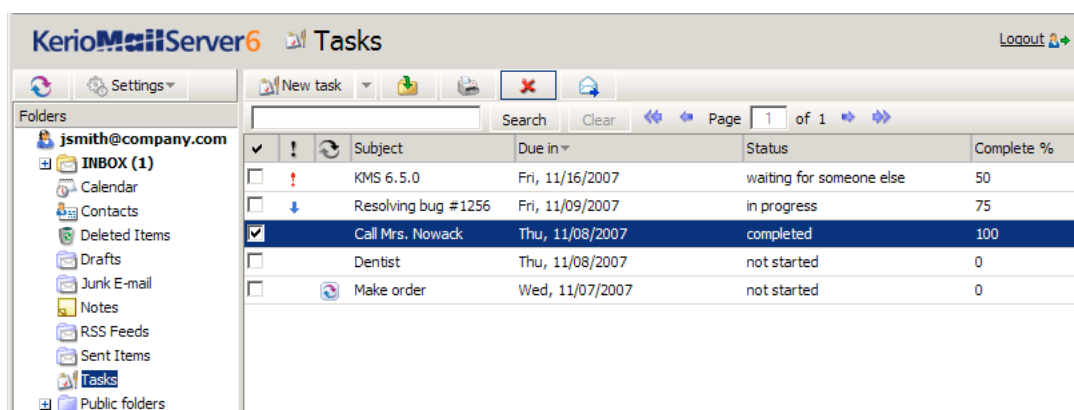 KerioMailServer6 Tasks Logout
Settings New task
Folders Search Clear Page 1 of 1
jsmith@company.com
INBOX (1)
Calendar
Contacts
Deleted Items
Drafts
Junk E-mail
Notes
RSS Feeds
Sent Items
Tasks
Public folders
Subject Due in Status Complete %
KMS 6.5.0 Fri, 11/16/2007 waiting for someone else 50
Resolving bug #1256 Fri, 11/09/2007 in progress 75
Call Mrs. Nowack Thu, 11/08/2007 completed 100
Dentist Thu, 11/08/2007 not started 0
Make order Wed, 11/07/2007 not started 0